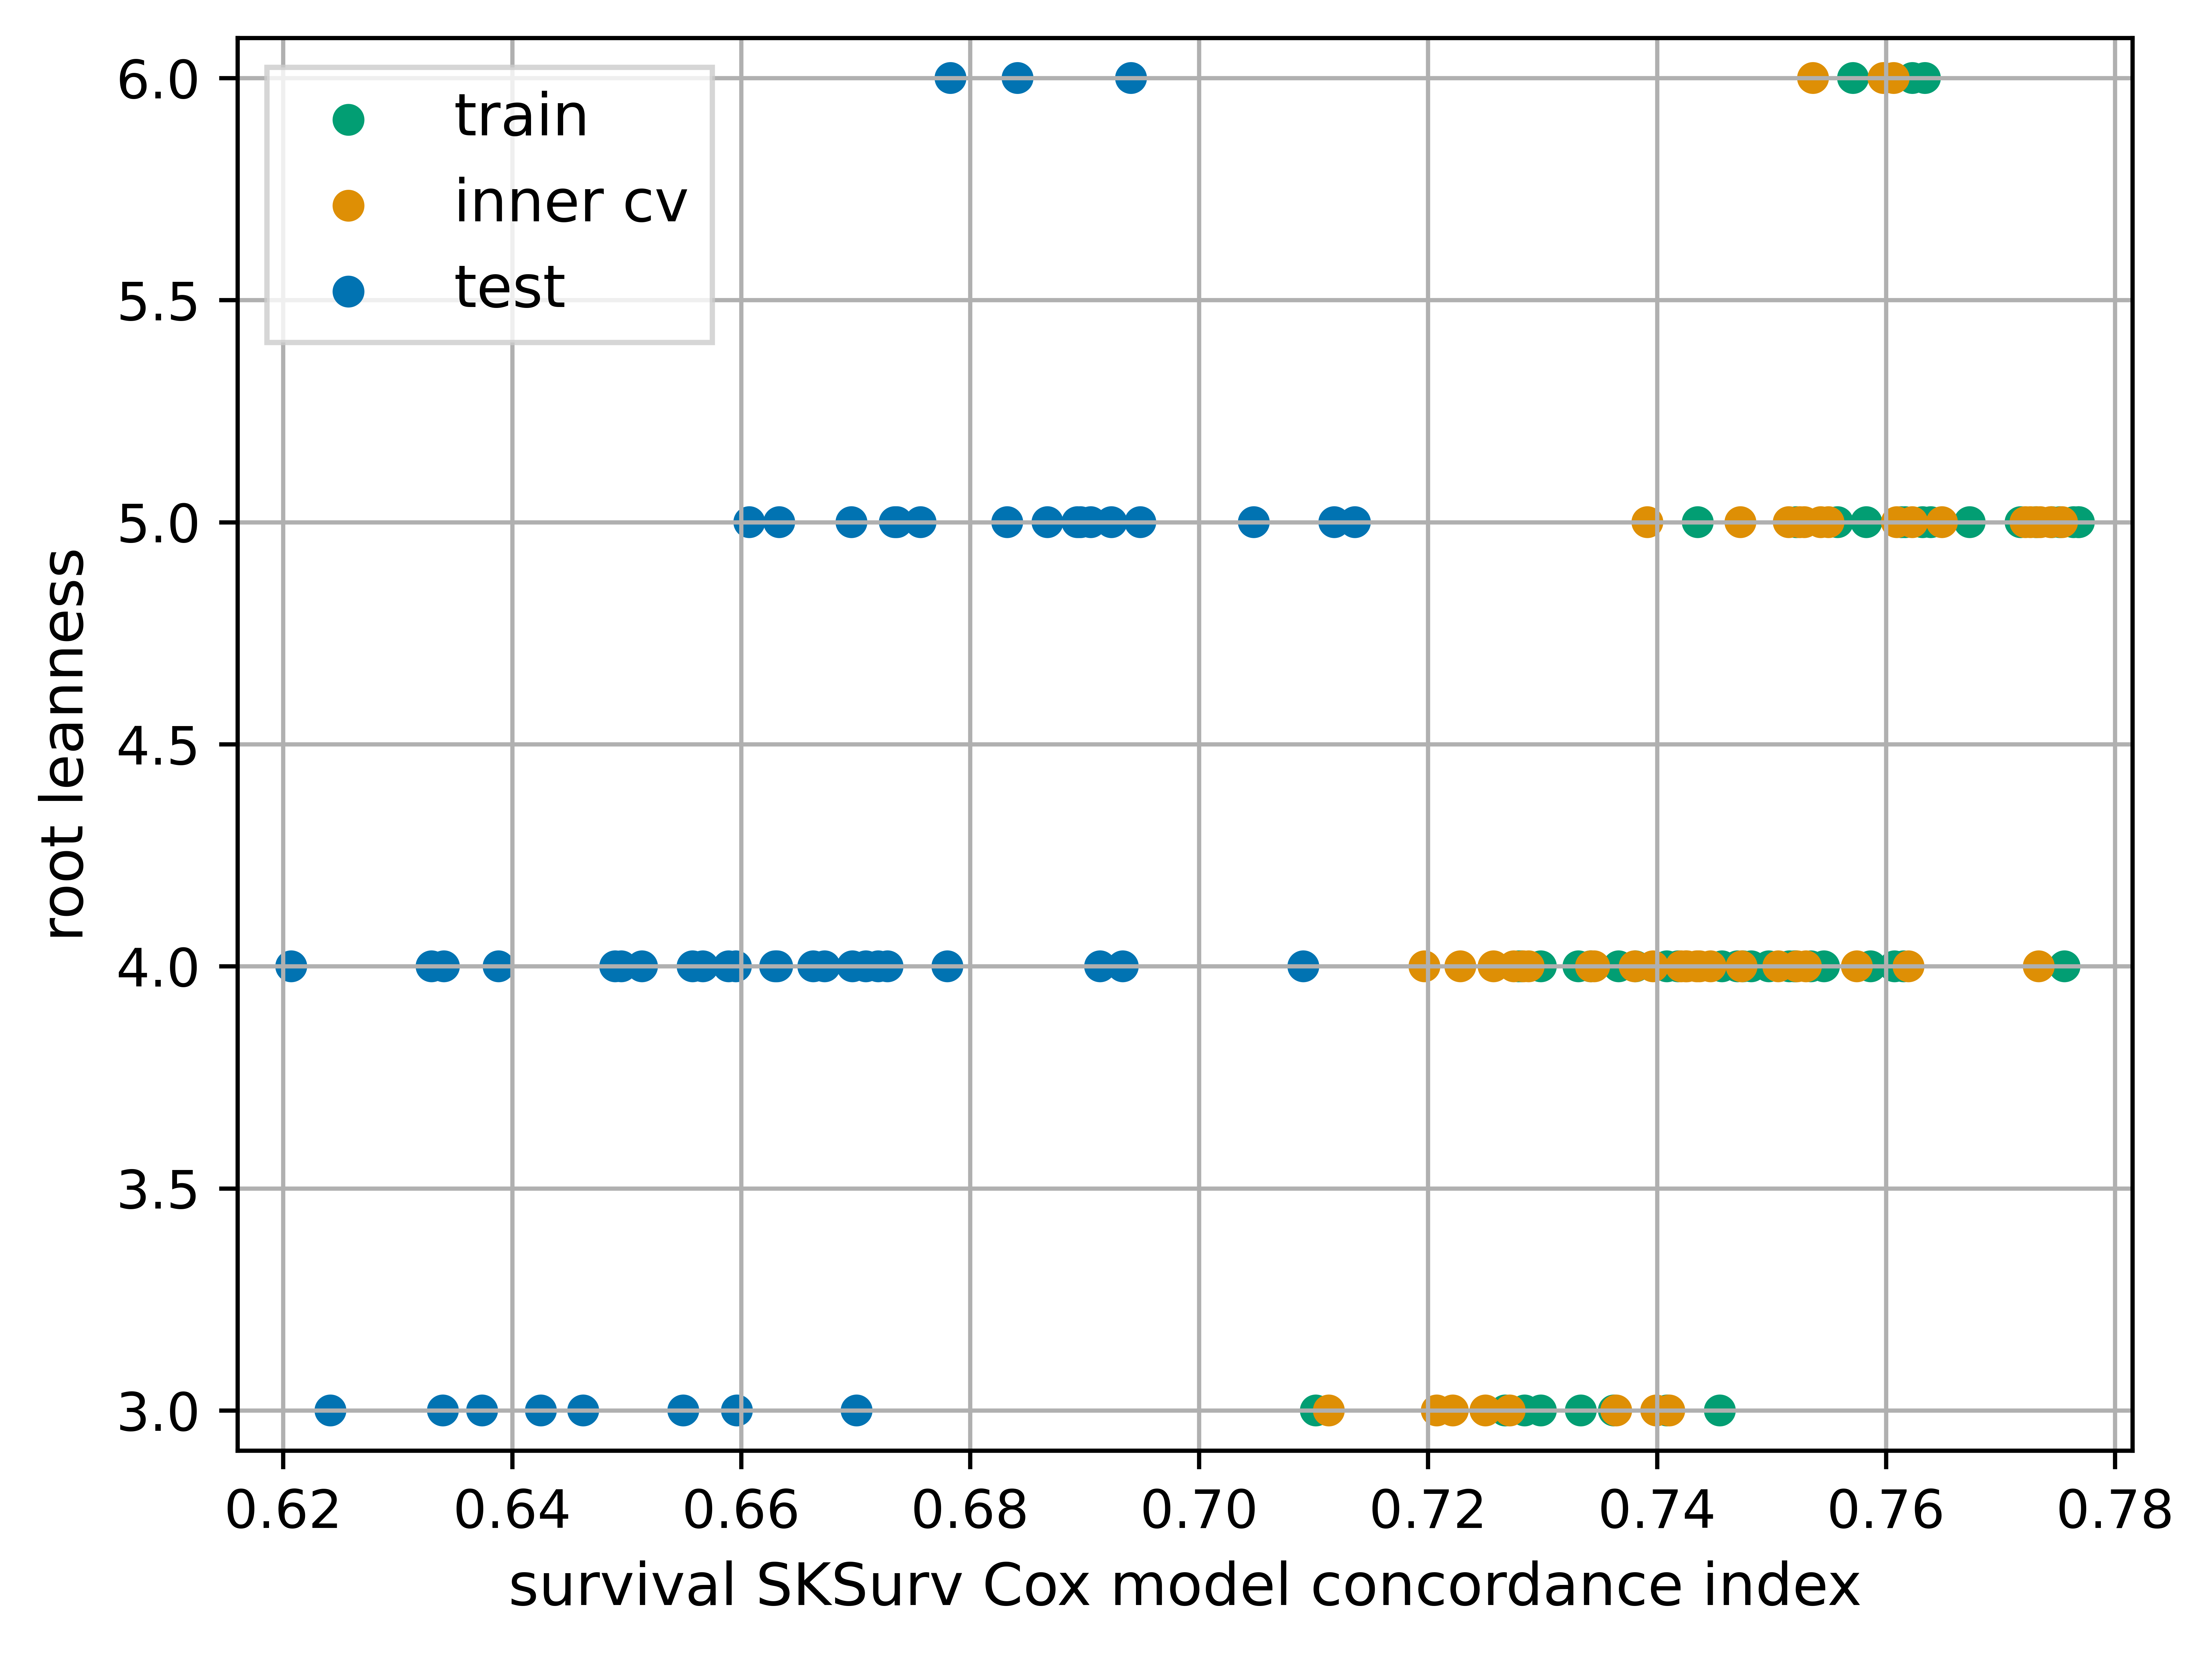 train
inner cv
test
6.0
5.5
5.0
4.5
4.0
3.5
3.0
root leanness
0.62 0.64 0.66 0.68 0.70 0.72 0.74 0.76 0.78
survival SKSurv Cox model concordance index